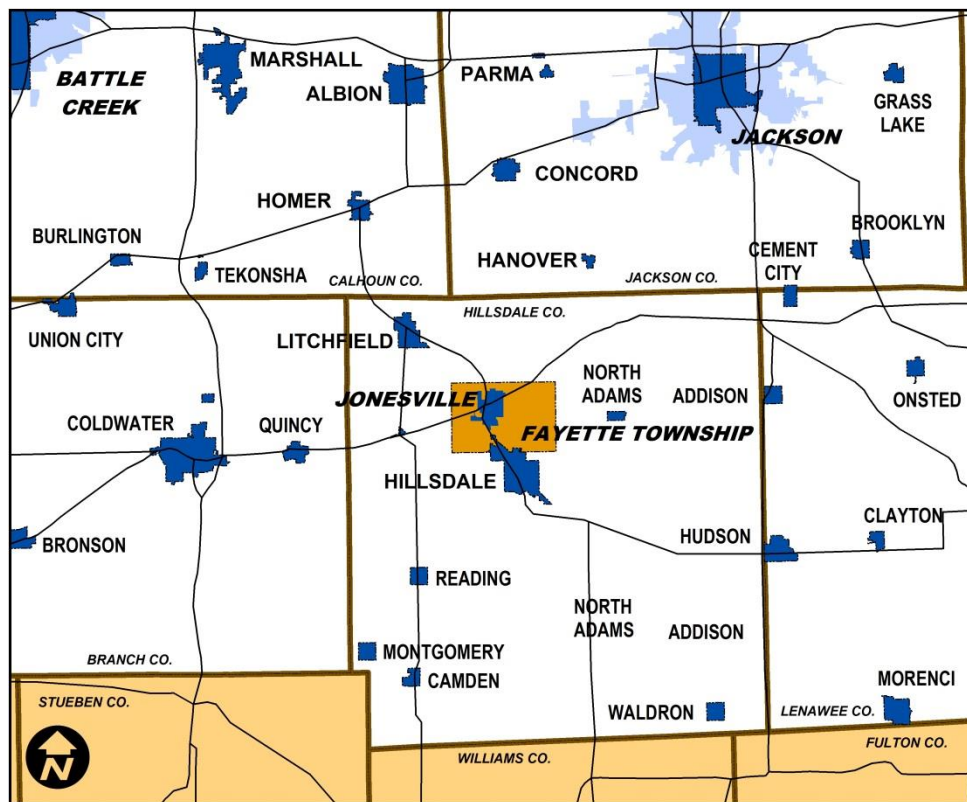 MARSHALL
BATTLE
CREEK
ALBION
PARMA
GRASS
LAKE
JACKSON
CONCORD
HOMER
BURLINGTON
BROOKLYN
CEMENT
CITY
HANOVER
TEKONSHA
CALHOUN CO.
JACKSON CO.
HILLSDALE CO.
UNION CITY
LITCHFIELD
NORTH
ADAMS
ADDISON
ONSTED
JONESVILLE
COLDWATER
QUINCY
FAYETTE TOWNSHIP
HILLSDALE
BRONSON
HUDSON
CLAYTON
READING
NORTH
ADAMS
ADDISON
MONTGOMERY
BRANCH CO.
CAMDEN
MORENCI
STUEBEN CO.
WALDRON
LENAWEE CO.
N
WILLIAMS CO.
FULTON CO.